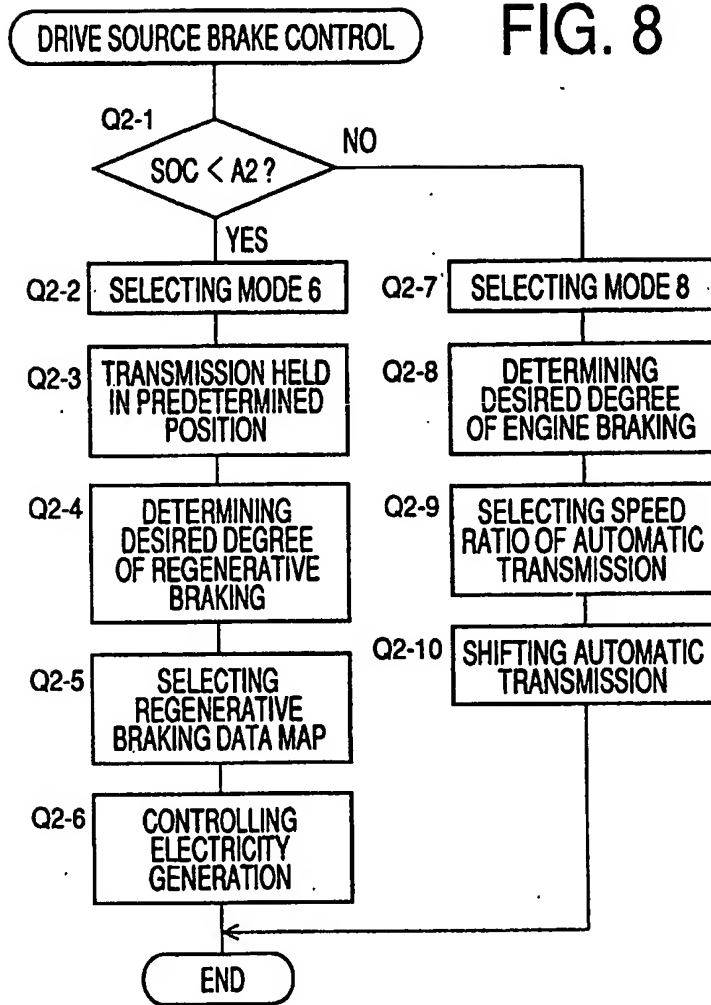 DRIVE SOURCE BRAKE CONTROL
FIG. 8
Q2-1
SOC < A2 ?
NO
YES
Q2-2
SELECTING MODE 6
Q2-3
TRANSMISSION HELD
IN PREDETERMINED
POSITION
Q2-4
DETERMINING
DESIRED DEGREE
OF REGENERATIVE
BRAKING
Q2-5
SELECTING
REGENERATIVE
BRAKING DATA MAP
Q2-6
CONTROLLING
ELECTRICITY
GENERATION
Q2-7
SELECTING MODE 8
Q2-8
DETERMINING
DESIRED DEGREE
OF ENGINE BRAKING
Q2-9
SELECTING SPEED
RATIO OF AUTOMATIC
TRANSMISSION
Q2-10
SHIFTING AUTOMATIC
TRANSMISSION
END